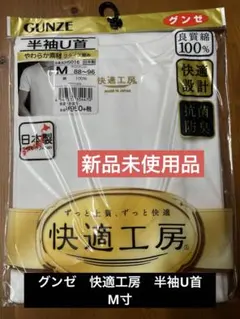 GUNZE
グンゼ
半袖U首
やわらか素材
良質綿
100%
M
88〜96
快適
設計
抗菌
防臭
日本製
新品未使用品
ずっと上質、ずっと快適
快適工房
グンゼ　快適工房　半袖U首
M寸